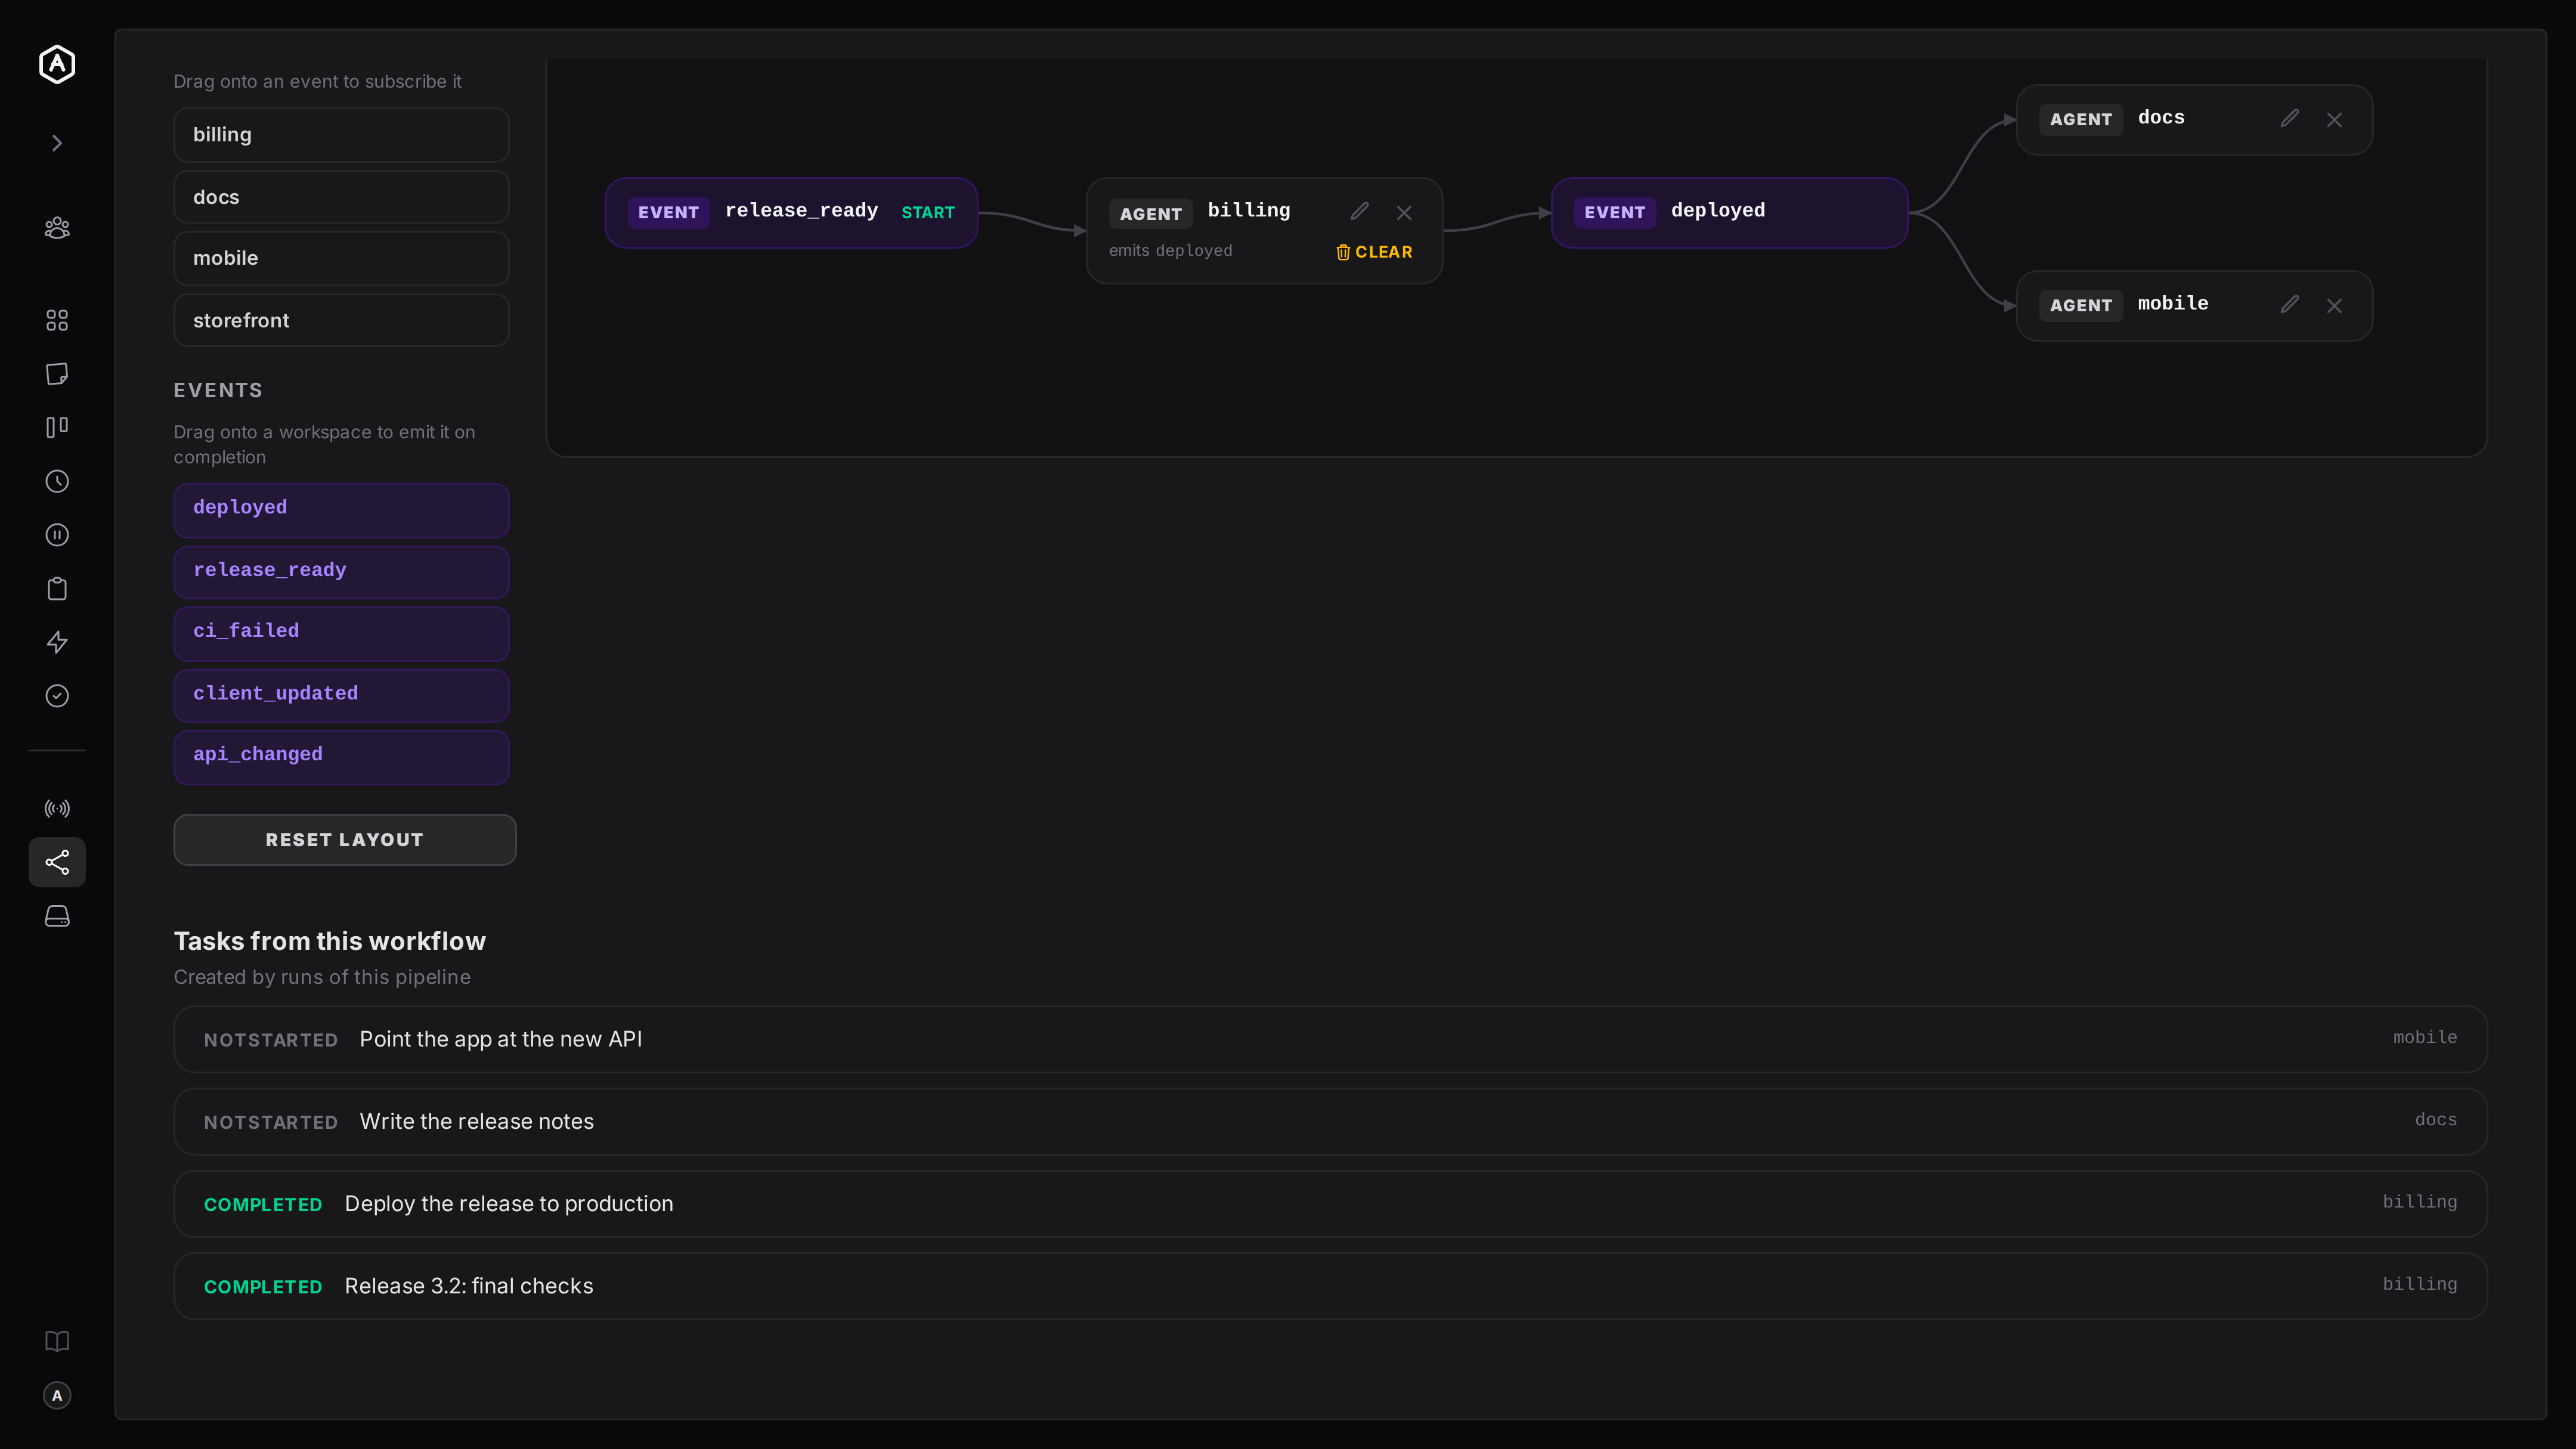 Drag onto an event to subscribe it
billing
docs
mobile
storefront
EVENTS
Drag onto a workspace to emit it on
completion
deployed
release_ready
ci_failed
client_updated
api_changed
RESET LAYOUT
EVENT release_ready START
AGENT billing
emits deployed CLEAR
EVENT deployed
AGENT docs
AGENT mobile
Tasks from this workflow
Created by runs of this pipeline
NOTSTARTED Point the app at the new API mobile
NOTSTARTED Write the release notes docs
COMPLETED Deploy the release to production billing
COMPLETED Release 3.2: final checks billing
A